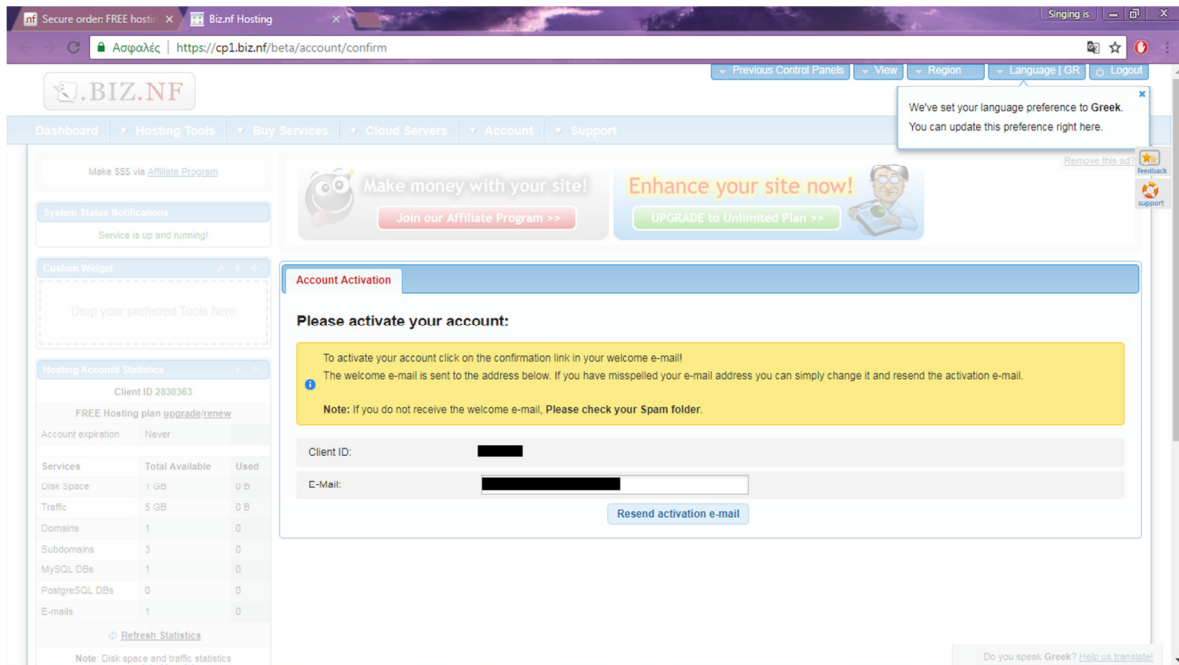 Secure order: FREE hostin
Biz.nf Hosting
Singing is
Ασφαλές | https://cp1.biz.nf/beta/account/confirm
.BIZ.NF
Previous Control Panels
View
Region
Language | GR
Logout
We've set your language preference to Greek.
You can update this preference right here.
Dashboard
Hosting Tools
Buy Services
Cloud Servers
Account
Support
Make $$$ via Affiliate Program
Remove this ad?
feedback
support
Make money with your site!
Join our Affiliate Program >>
Enhance your site now!
UPGRADE to Unlimited Plan >>
System Status Notifications
Service is up and running!
Custom Widget
Drop your preferred Tools here
Hosting Account Statistics
Client ID 2830363
FREE Hosting plan upgrade/renew
Account expiration Never
Services Total Available Used
Disk Space 1 GB 0 B
Traffic 5 GB 0 B
Domains 1 0
Subdomains 3 0
MySQL DBs 1 0
PostgreSQL DBs 0 0
E-mails 1 0
Refresh Statistics
Note: Disk space and traffic statistics
Account Activation
Please activate your account:
To activate your account click on the confirmation link in your welcome e-mail!
The welcome e-mail is sent to the address below. If you have misspelled your e-mail address you can simply change it and resend the activation e-mail.
Note: If you do not receive the welcome e-mail, Please check your Spam folder.
Client ID:
E-Mail:
Resend activation e-mail
Do you speak Greek? Help us translate!